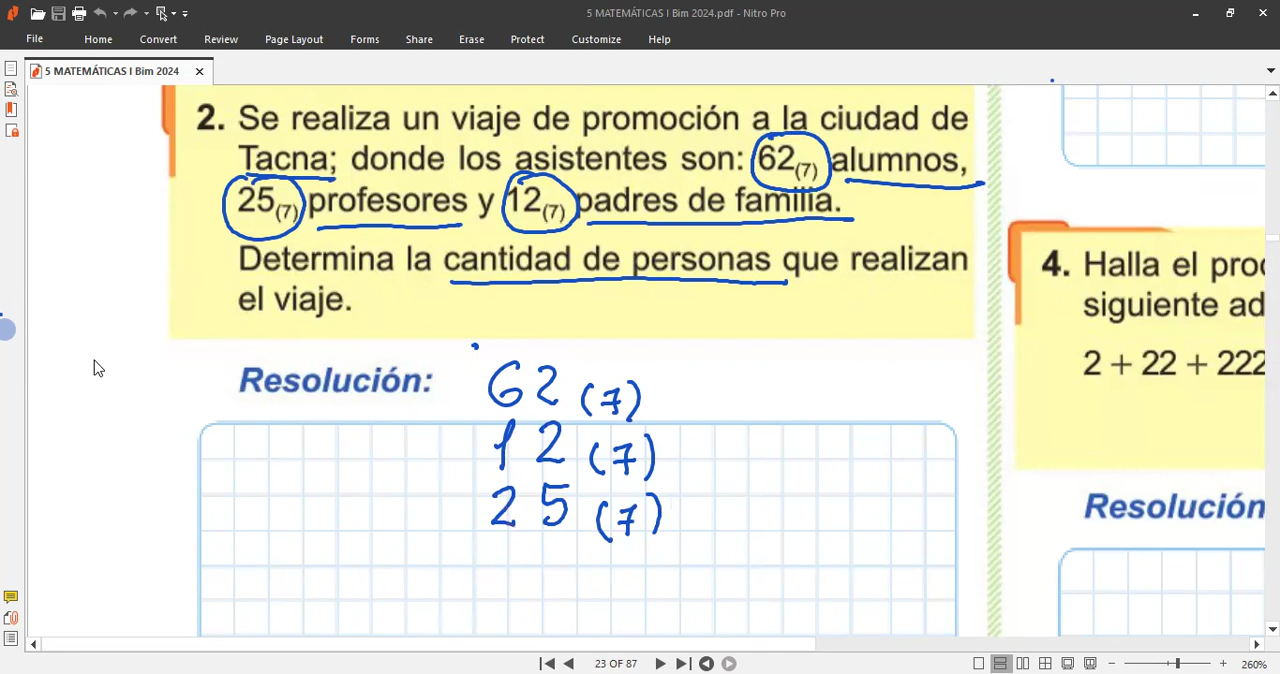 5 MATEMÁTICAS I Bim 2024.pdf - Nitro Pro
File Home Convert Review Page Layout Forms Share Erase Protect Customize Help
5 MATEMÁTICAS I Bim 2024
2. Se realiza un viaje de promoción a la ciudad de
Tacna; donde los asistentes son: 62(7) alumnos,
25(7) profesores y 12(7) padres de familia.
Determina la cantidad de personas que realizan
el viaje.
Resolución:
62 (7)
12 (7)
25 (7)
4. Halla el
siguiente
2 + 22 + 222
Resolución
23 OF 87
260%